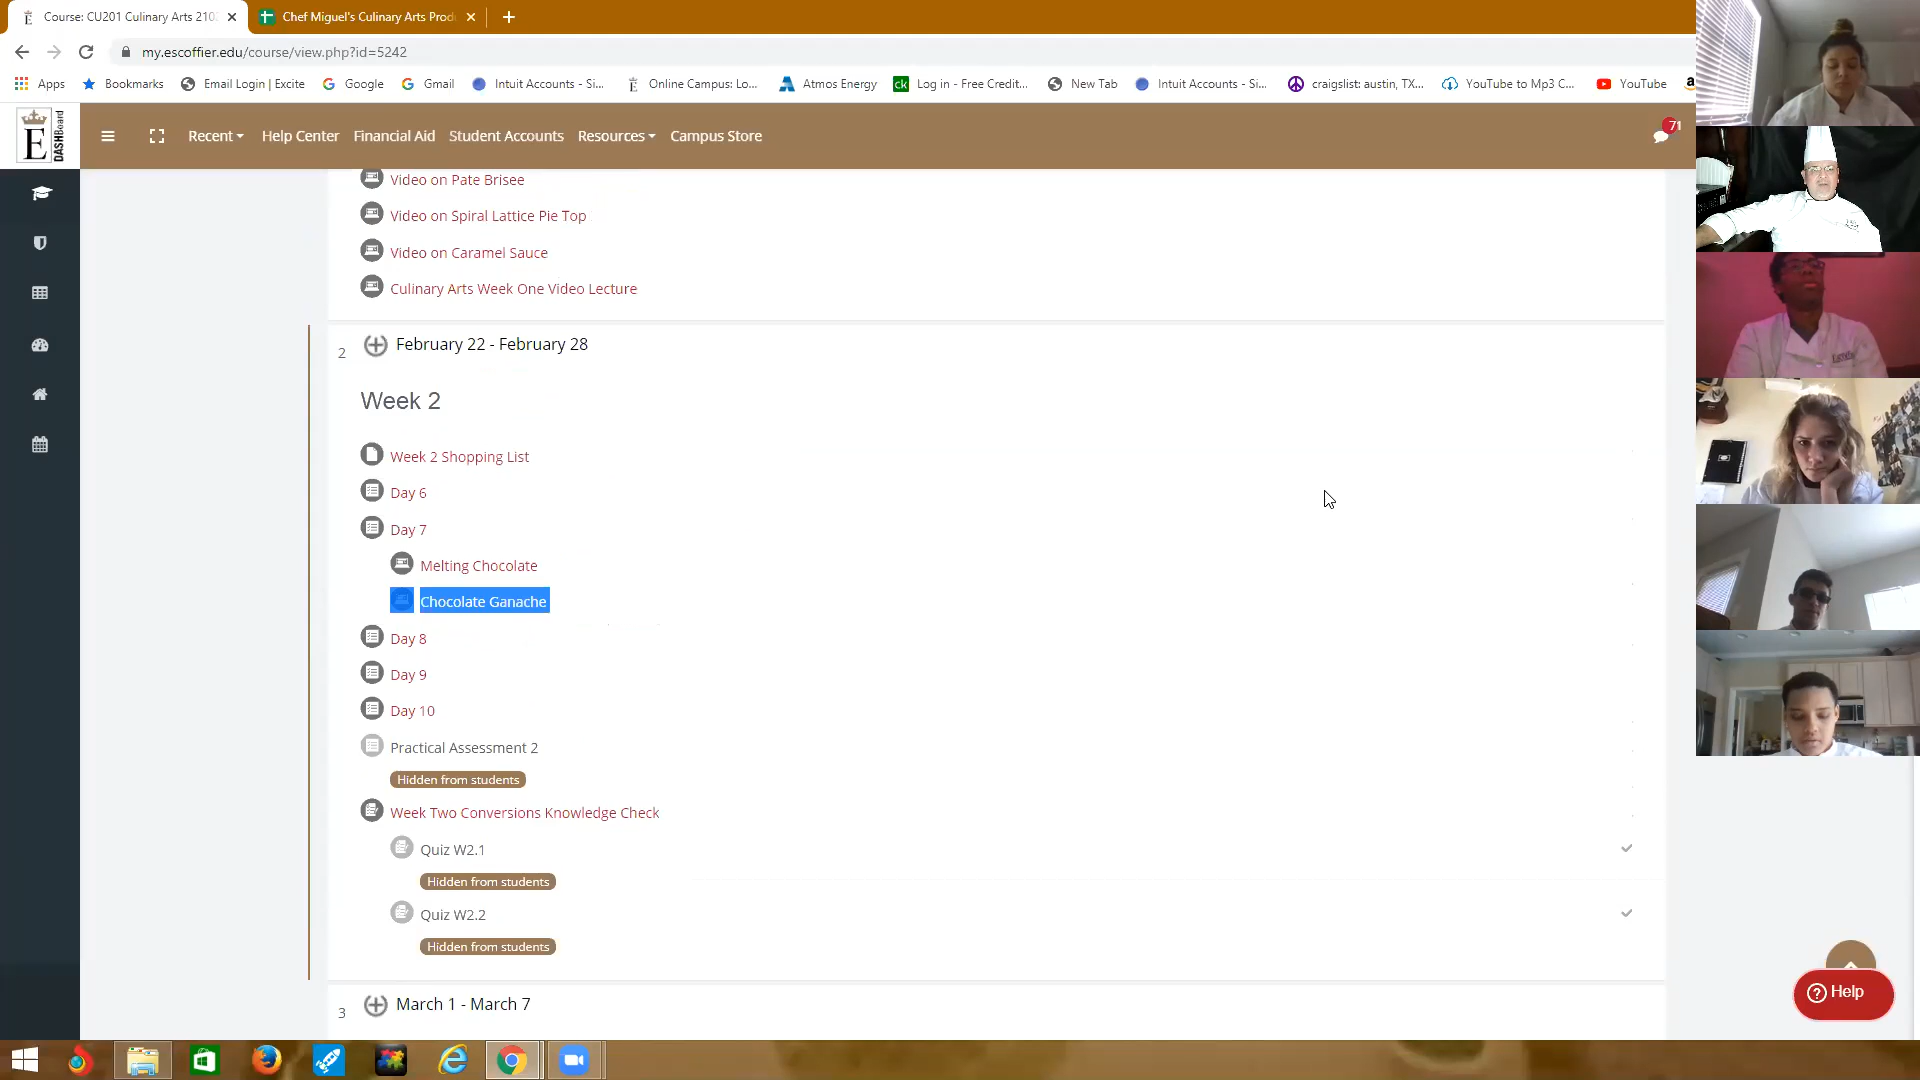 Course: CU201 Culinary Arts 210
Chef Miguel's Culinary Arts Prod
my.escoffier.edu/course/view.php?id=5242
Apps
Bookmarks
Email Login | Excite
Google
Gmail
Intuit Accounts - Si...
Online Campus: Lo...
Atmos Energy
ck
Log in - Free Credit...
New Tab
Intuit Accounts - Si...
craigslist: austin, TX...
YouTube to Mp3 C...
YouTube
a
E DASHBoard
Recent
Help Center
Financial Aid
Student Accounts
Resources
Campus Store
71
Video on Pate Brisee
Video on Spiral Lattice Pie Top
Video on Caramel Sauce
Culinary Arts Week One Video Lecture
2
February 22 - February 28
Week 2
Week 2 Shopping List
Day 6
Day 7
Melting Chocolate
Chocolate Ganache
Day 8
Day 9
Day 10
Practical Assessment 2
Hidden from students
Week Two Conversions Knowledge Check
Quiz W2.1
Hidden from students
Quiz W2.2
Hidden from students
3
March 1 - March 7
? Help